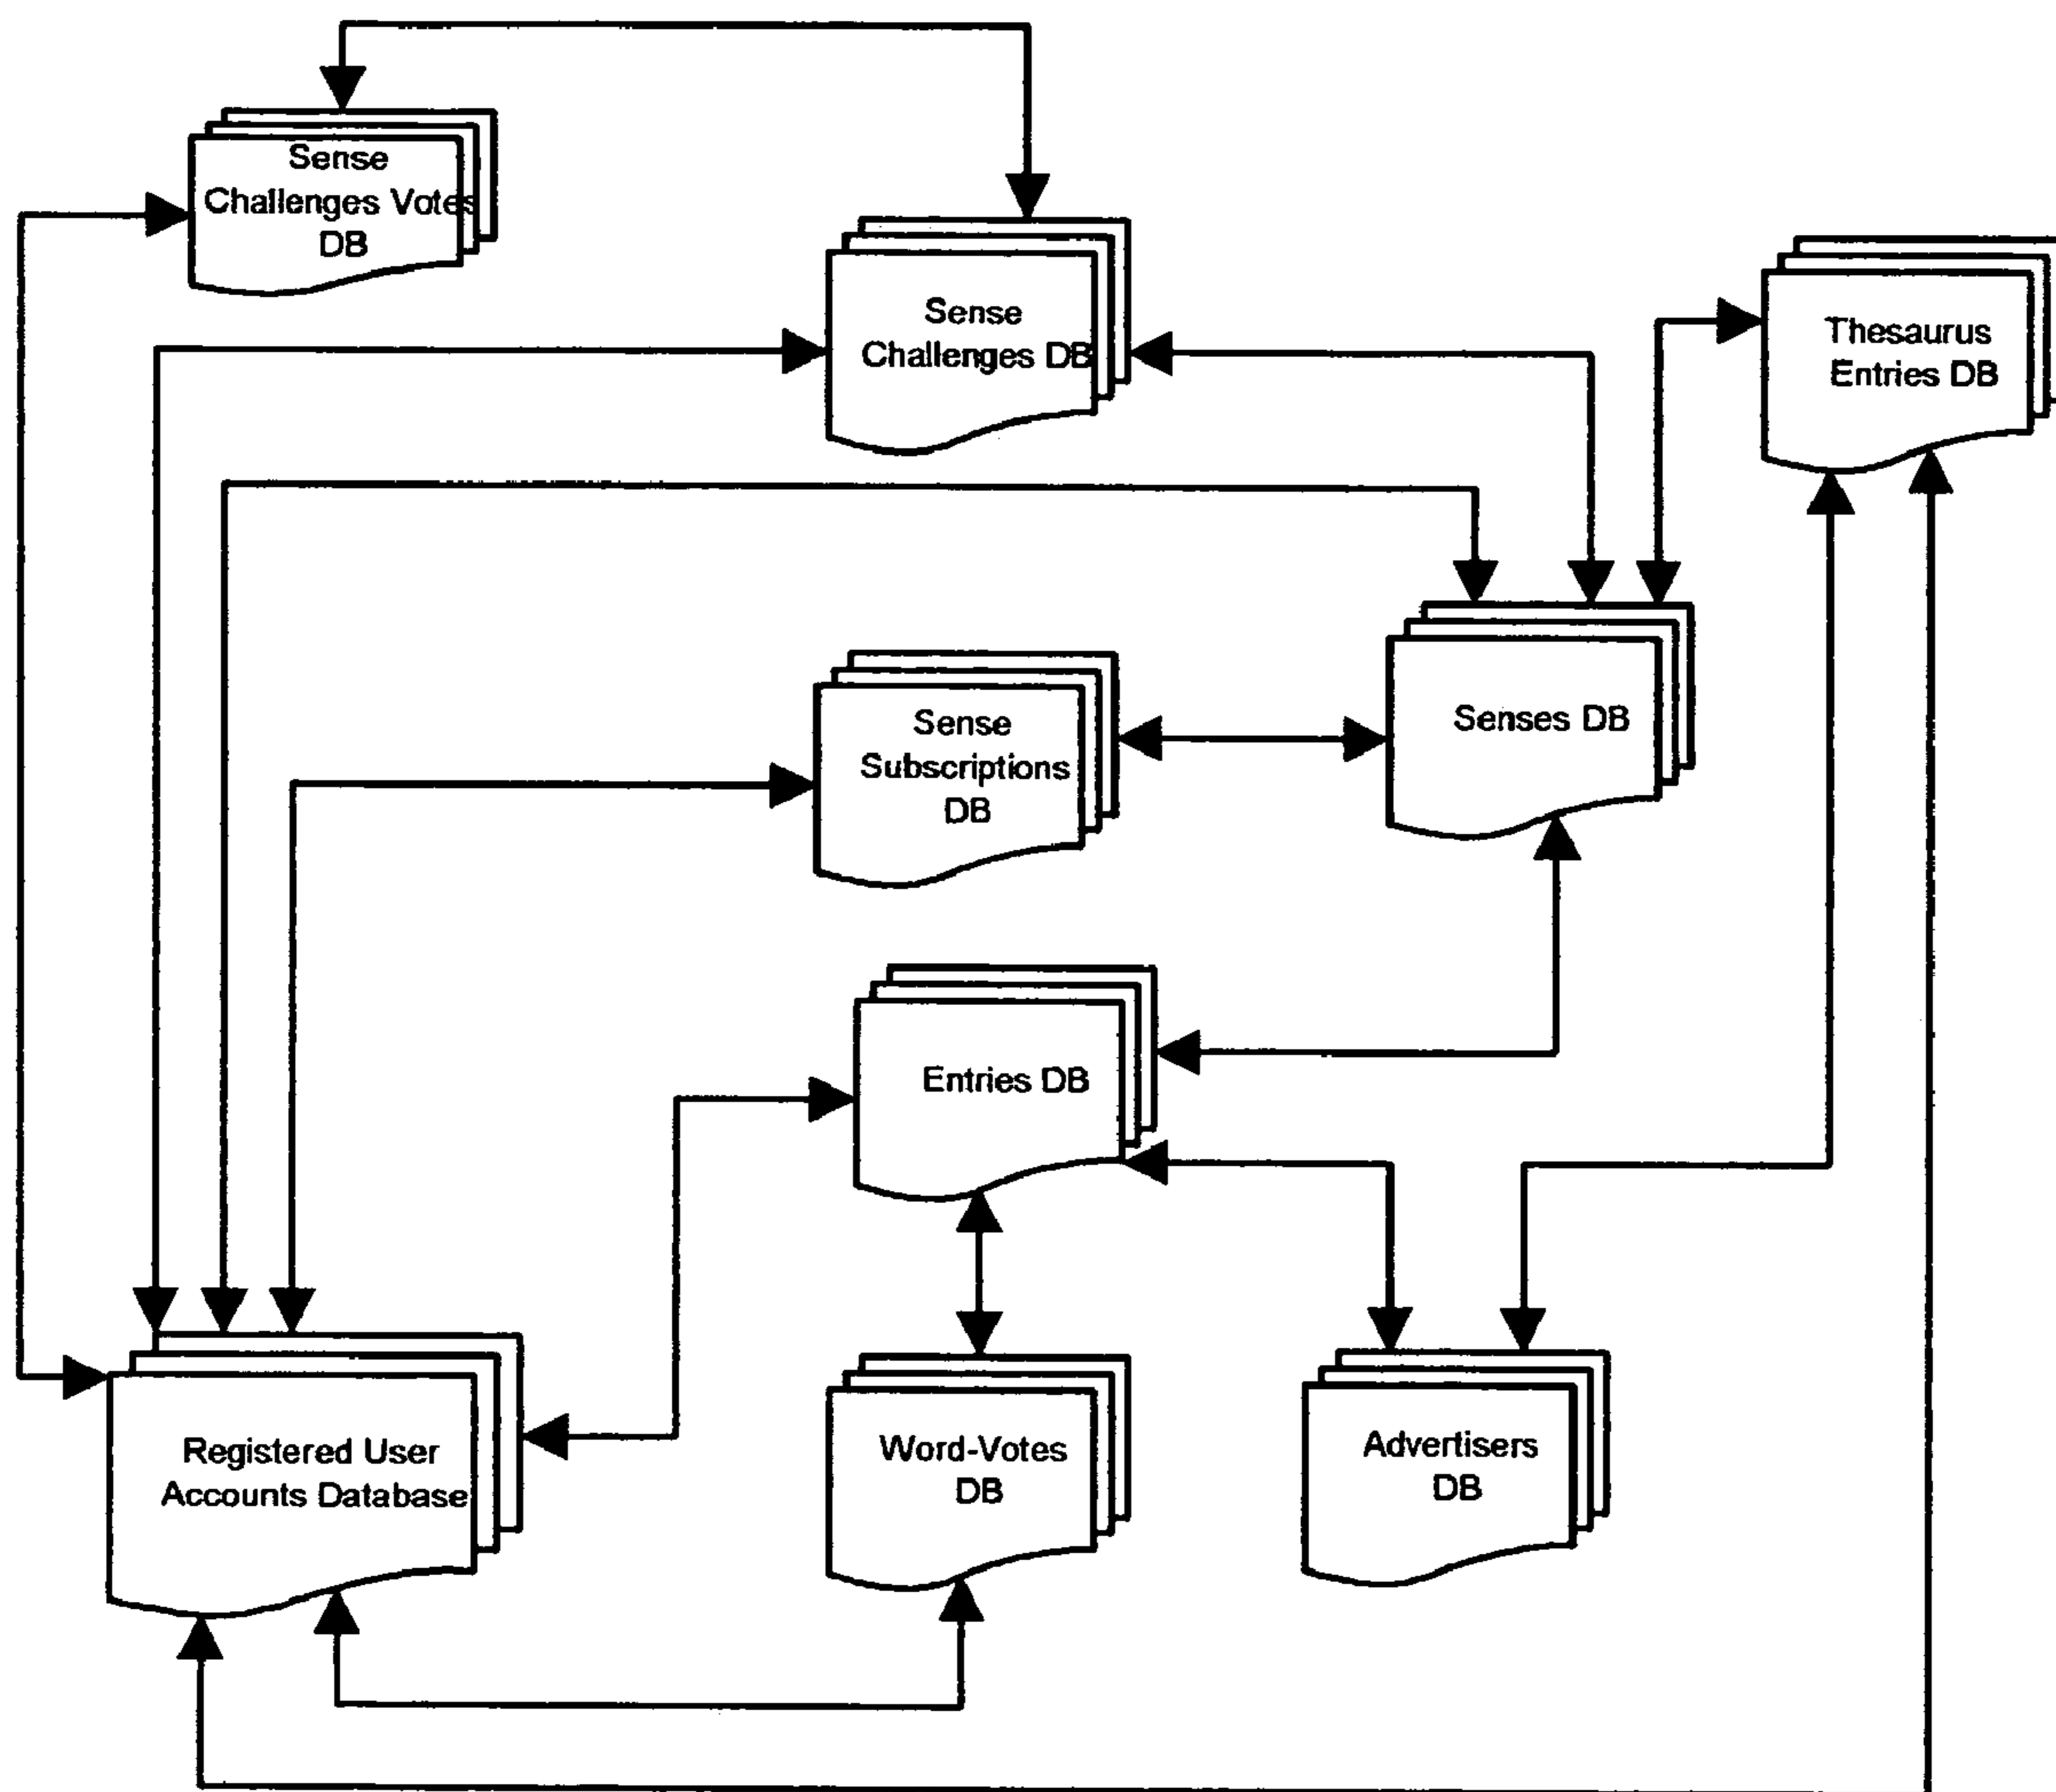 Sense
Challenges Votes
DB
Sense
Challenges DB
Thesaurus
Entries DB
Sense
Subscriptions
DB
Senses DB
Entries DB
Registered User
Accounts Database
Word-Votes
DB
Advertisers
DB